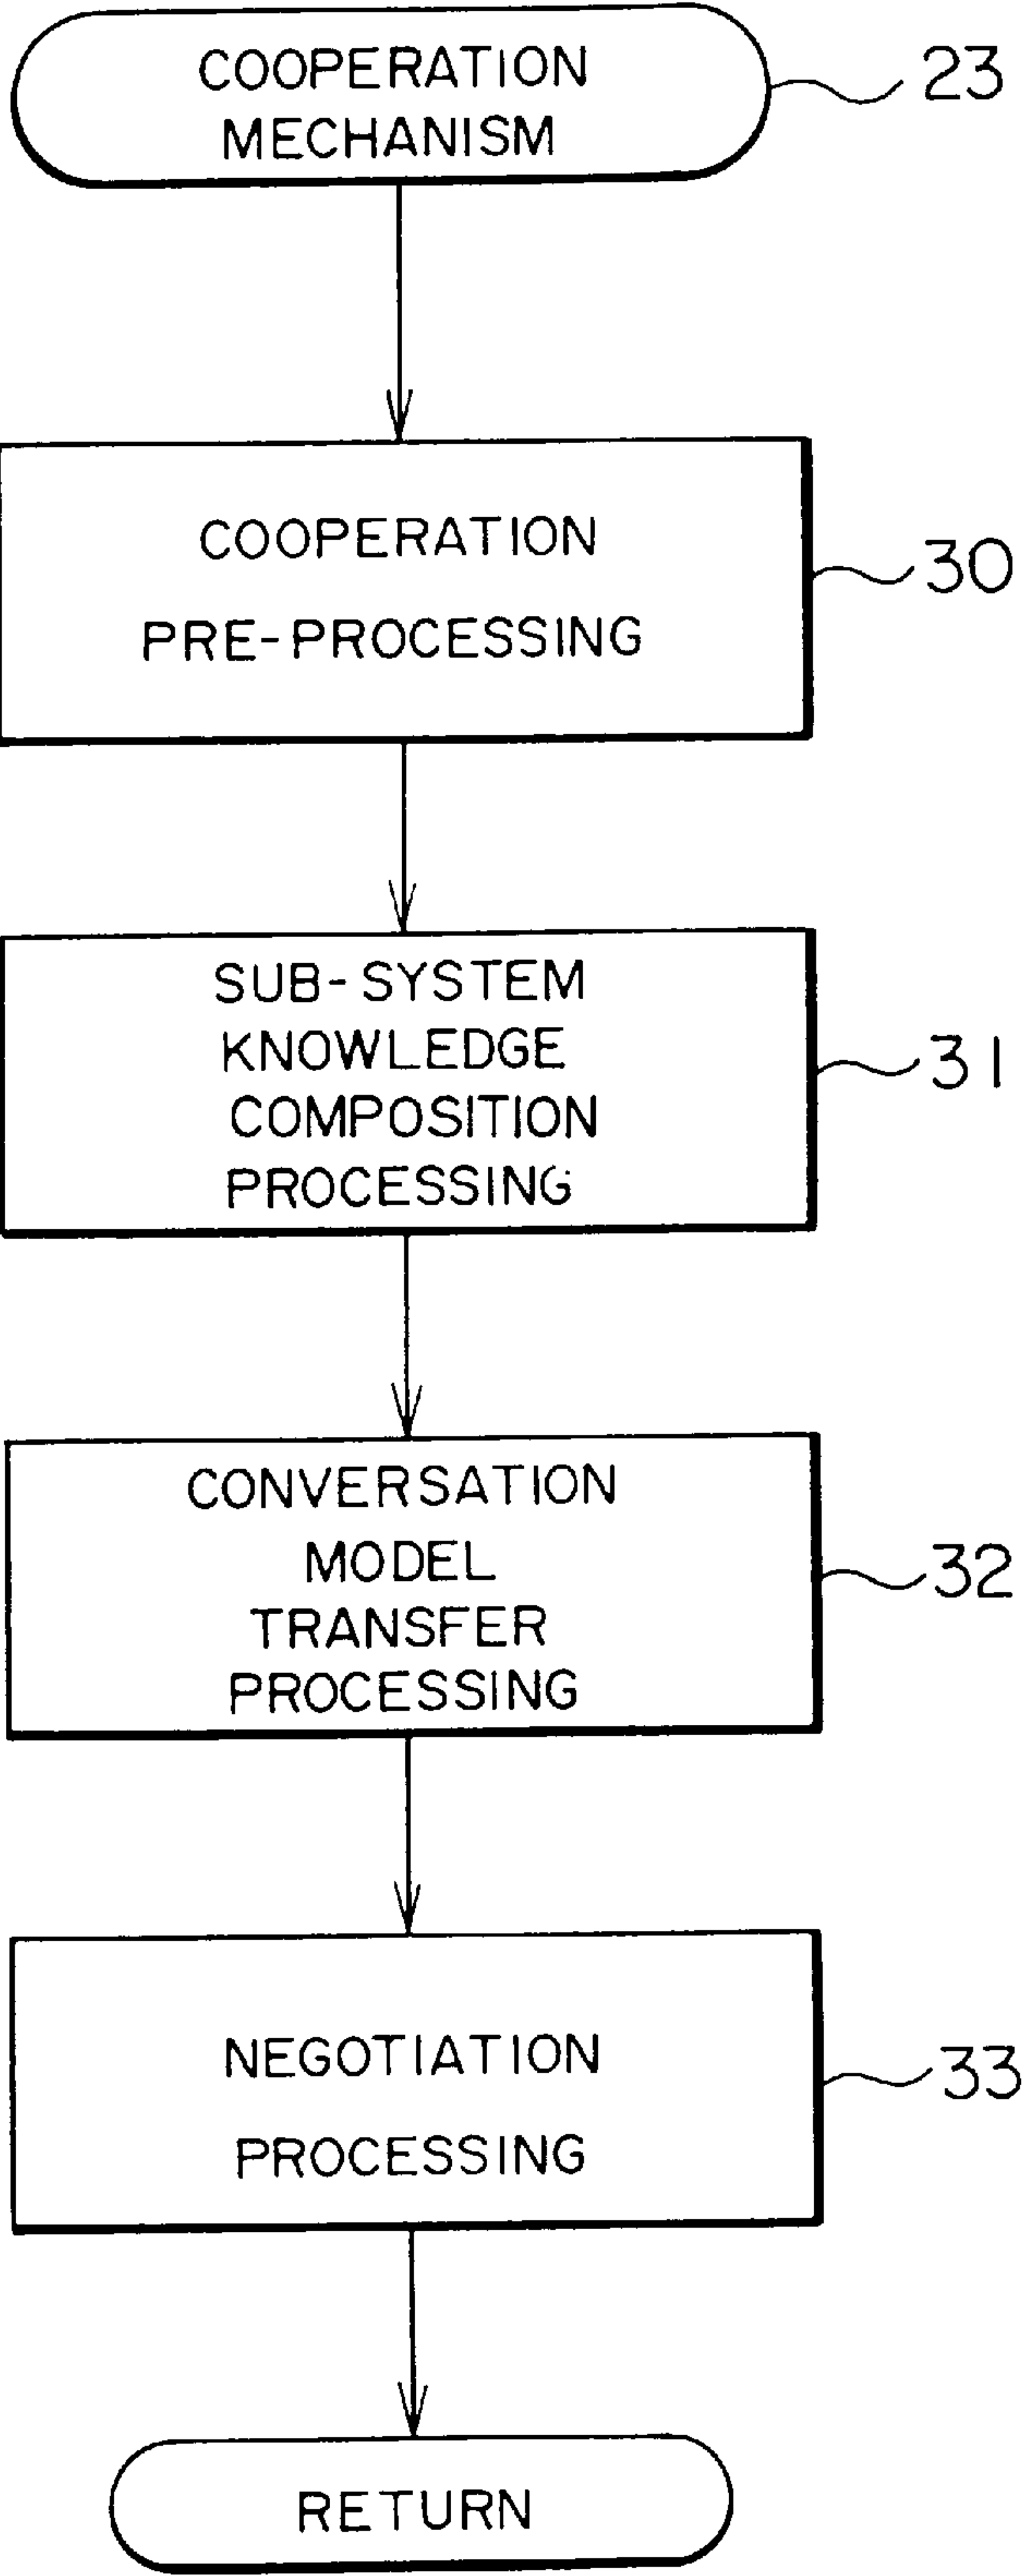 COOPERATION
MECHANISM
23
COOPERATION
PRE-PROCESSING
30
SUB-SYSTEM
KNOWLEDGE
COMPOSITION
PROCESSING
31
CONVERSATION
MODEL
TRANSFER
PROCESSING
32
NEGOTIATION
PROCESSING
33
RETURN